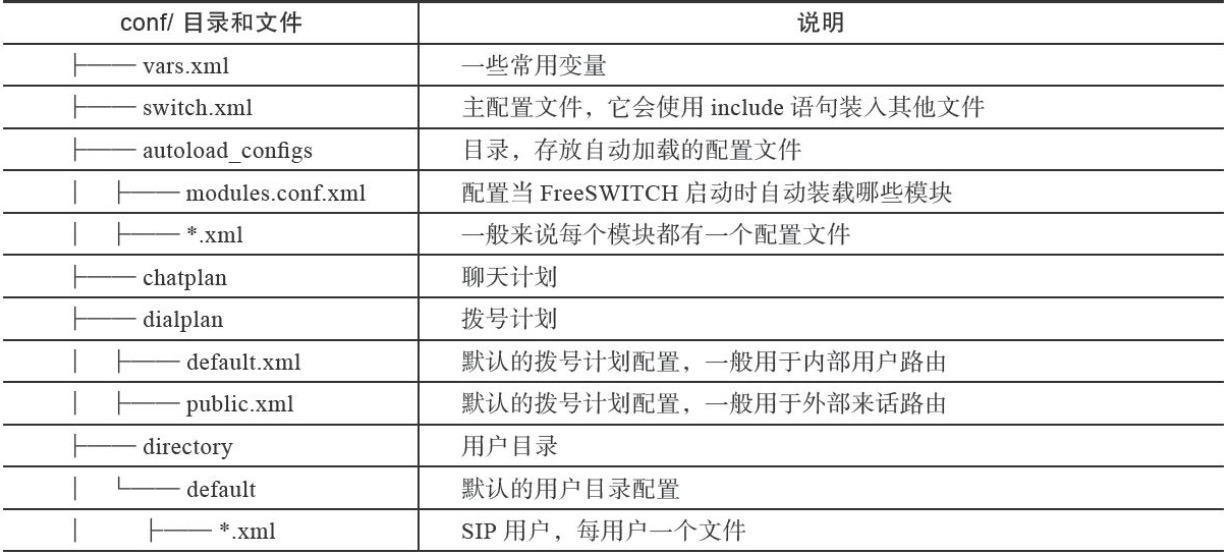 conf/ 目录和文件 说明
├── vars.xml 一些常用变量
├── switch.xml 主配置文件，它会使用 include 语句装入其他文件
├── autoload_configs 目录，存放自动加载的配置文件
│ ├── modules.conf.xml 配置当 FreeSWITCH 启动时自动装载哪些模块
│ ├── *.xml 一般来说每个模块都有一个配置文件
├── chatplan 聊天计划
├── dialplan 拨号计划
│ ├── default.xml 默认的拨号计划配置，一般用于内部用户路由
│ ├── public.xml 默认的拨号计划配置，一般用于外部来话路由
├── directory 用户目录
│ └── default 默认的用户目录配置
│ ├── *.xml SIP 用户，每用户一个文件